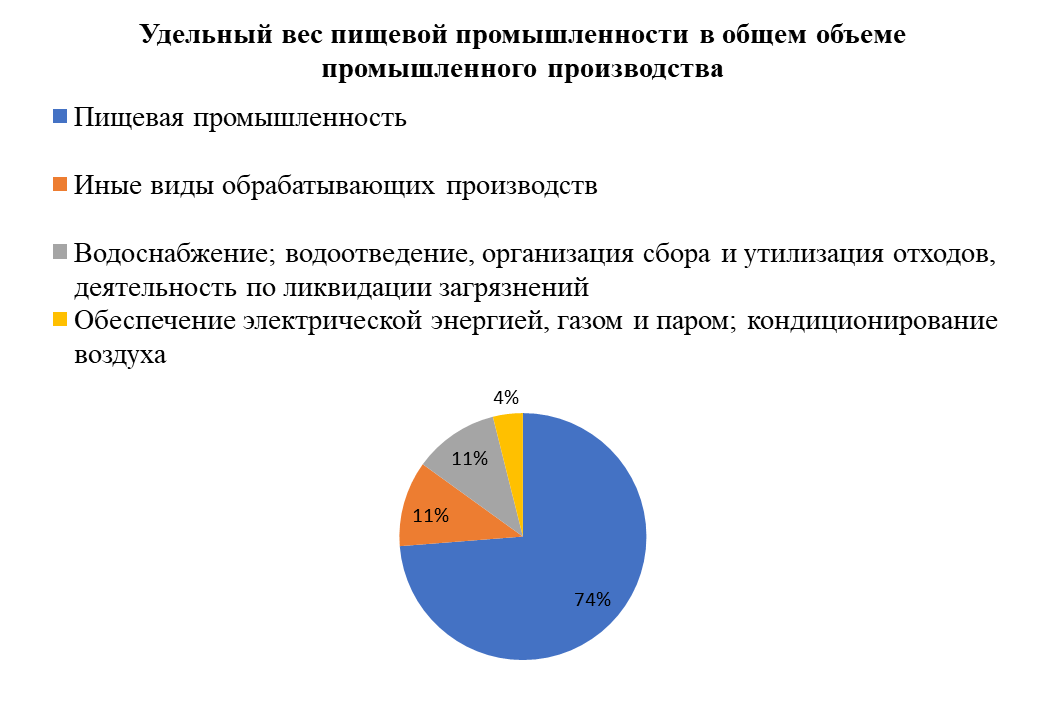 Удельный вес пищевой промышленности в общем объеме
промышленного производства
Пищевая промышленность
Иные виды обрабатывающих производств
Водоснабжение; водоотведение, организация сбора и утилизация отходов,
деятельность по ликвидации загрязнений
Обеспечение электрической энергией, газом и паром; кондиционирование
воздуха
4%
11%
11%
74%